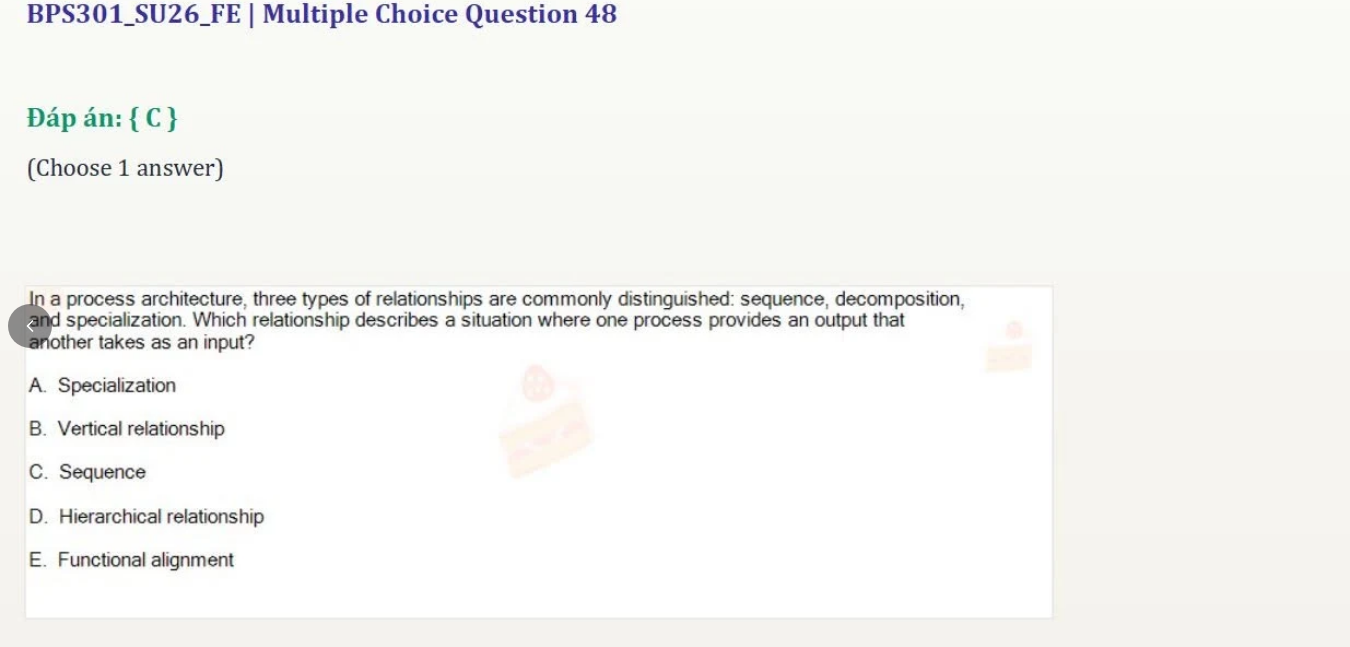 BPS301_SU26_FE | Multiple Choice Question 48
Đáp án: { C }
(Choose 1 answer)
In a process architecture, three types of relationships are commonly distinguished: sequence, decomposition,
and specialization. Which relationship describes a situation where one process provides an output that
another takes as an input?
A. Specialization
B. Vertical relationship
C. Sequence
D. Hierarchical relationship
E. Functional alignment